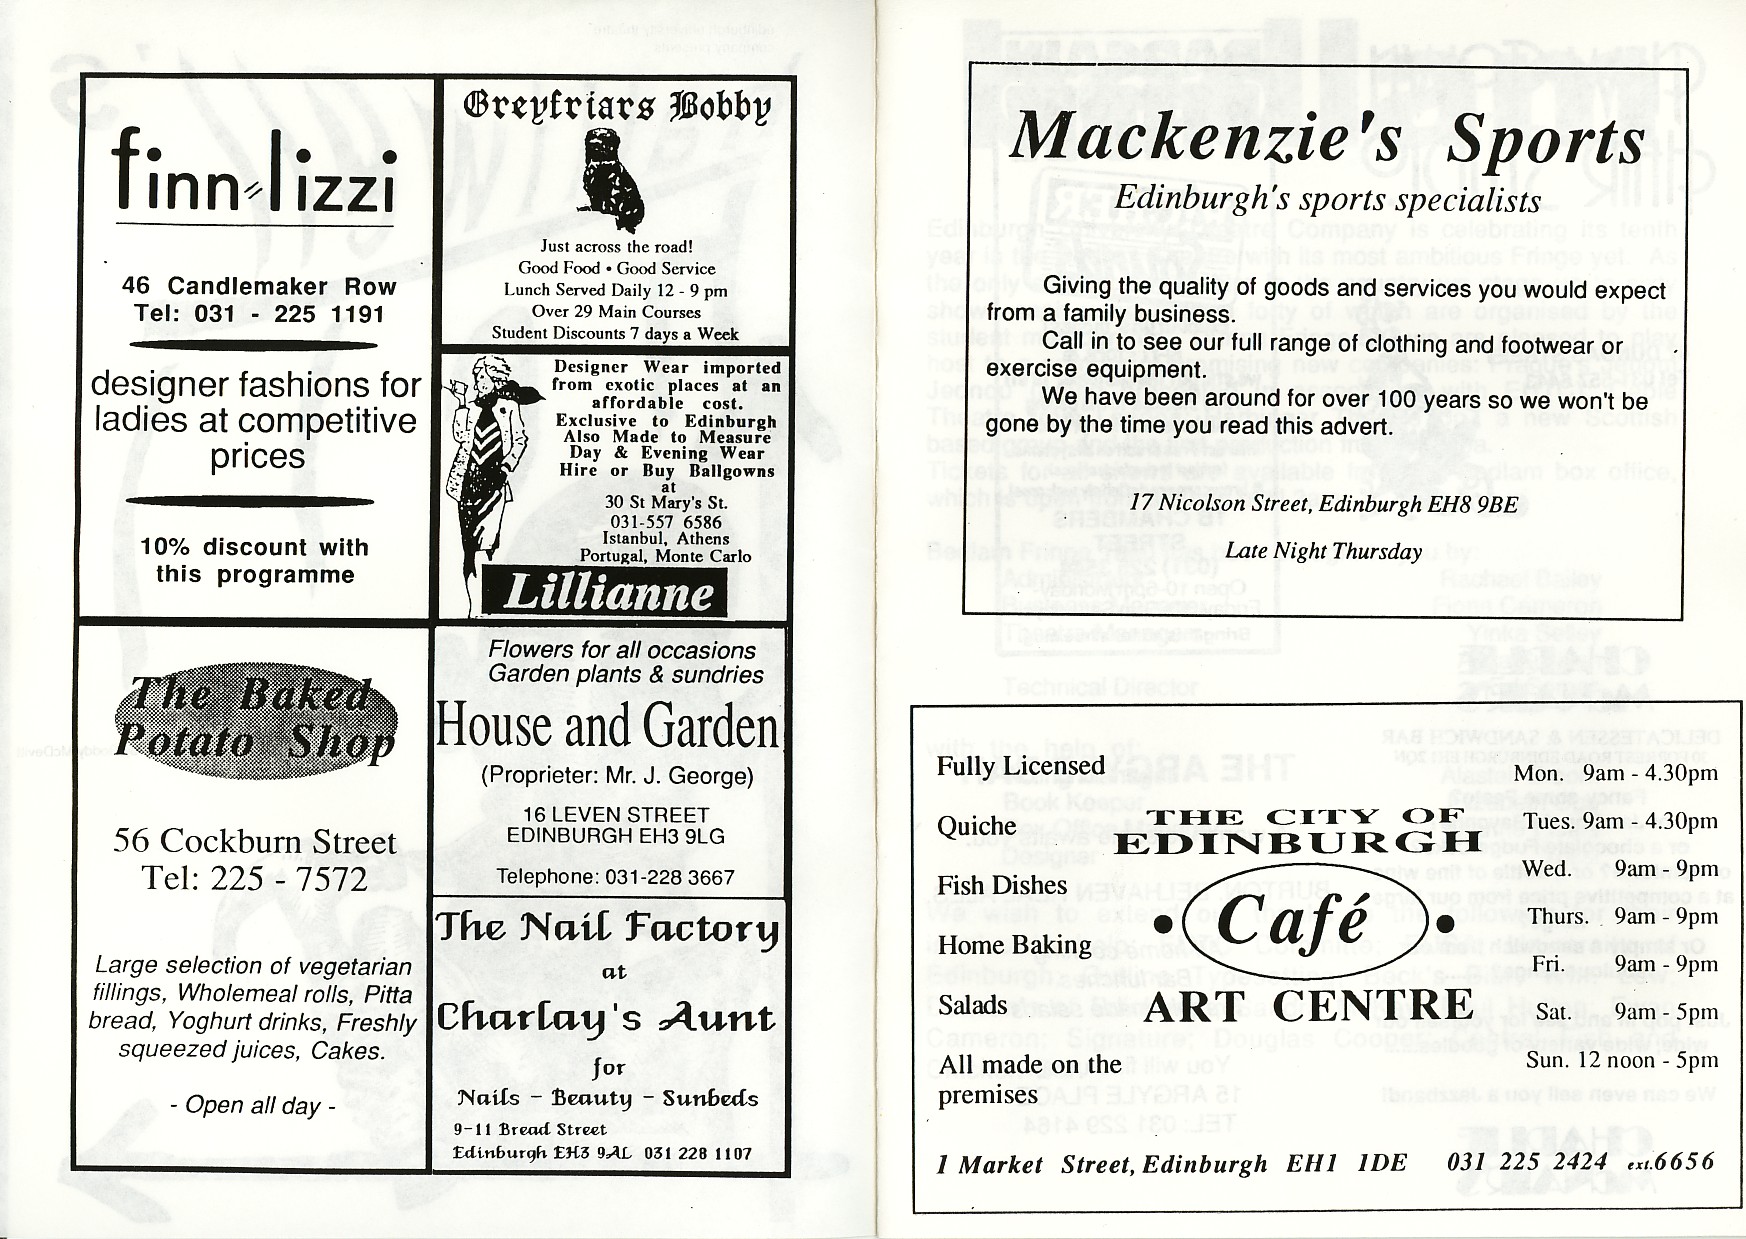 finn lizzi
46 Candlemaker Row
Tel: 031 - 225 1191
designer fashions for
ladies at competitive
prices
10% discount with
this programme
Greyfriars Bobby
Just across the road!
Good Food • Good Service
Lunch Served Daily 12 - 9 pm
Over 29 Main Courses
Student Discounts 7 days a Week
Designer Wear imported
from exotic places at an
affordable cost.
Exclusive to Edinburgh
Also Made to Measure
Day & Evening Wear
Hire or Buy Ballgowns
at
30 St Mary's St.
031-557 6586
Istanbul, Athens
Portugal, Monte Carlo
Lillianne
The Baked
Potato Shop
56 Cockburn Street
Tel: 225 - 7572
Large selection of vegetarian
fillings, Wholemeal rolls, Pitta
bread, Yoghurt drinks, Freshly
squeezed juices, Cakes.
- Open all day -
Flowers for all occasions
Garden plants & sundries
House and Garden
(Proprieter: Mr. J. George)
16 LEVEN STREET
EDINBURGH EH3 9LG
Telephone: 031-228 3667
The Nail Factory
at
Charlay's Aunt
for
Nails - Beauty - Sunbeds
9-11 Bread Street
Edinburgh EH3 9AL 031 228 1107
Mackenzie's Sports
Edinburgh's sports specialists
Giving the quality of goods and services you would expect
from a family business.
Call in to see our full range of clothing and footwear or
exercise equipment.
We have been around for over 100 years so we won't be
gone by the time you read this advert.
17 Nicolson Street, Edinburgh EH8 9BE
Late Night Thursday
Fully Licensed
Quiche
Fish Dishes
Home Baking
Salads
All made on the
premises
THE CITY OF
EDINBURGH
• Café •
ART CENTRE
Mon. 9am - 4.30pm
Tues. 9am - 4.30pm
Wed. 9am - 9pm
Thurs. 9am - 9pm
Fri. 9am - 9pm
Sat. 9am - 5pm
Sun. 12 noon - 5pm
1 Market Street, Edinburgh EH1 1DE 031 225 2424 ext.6656